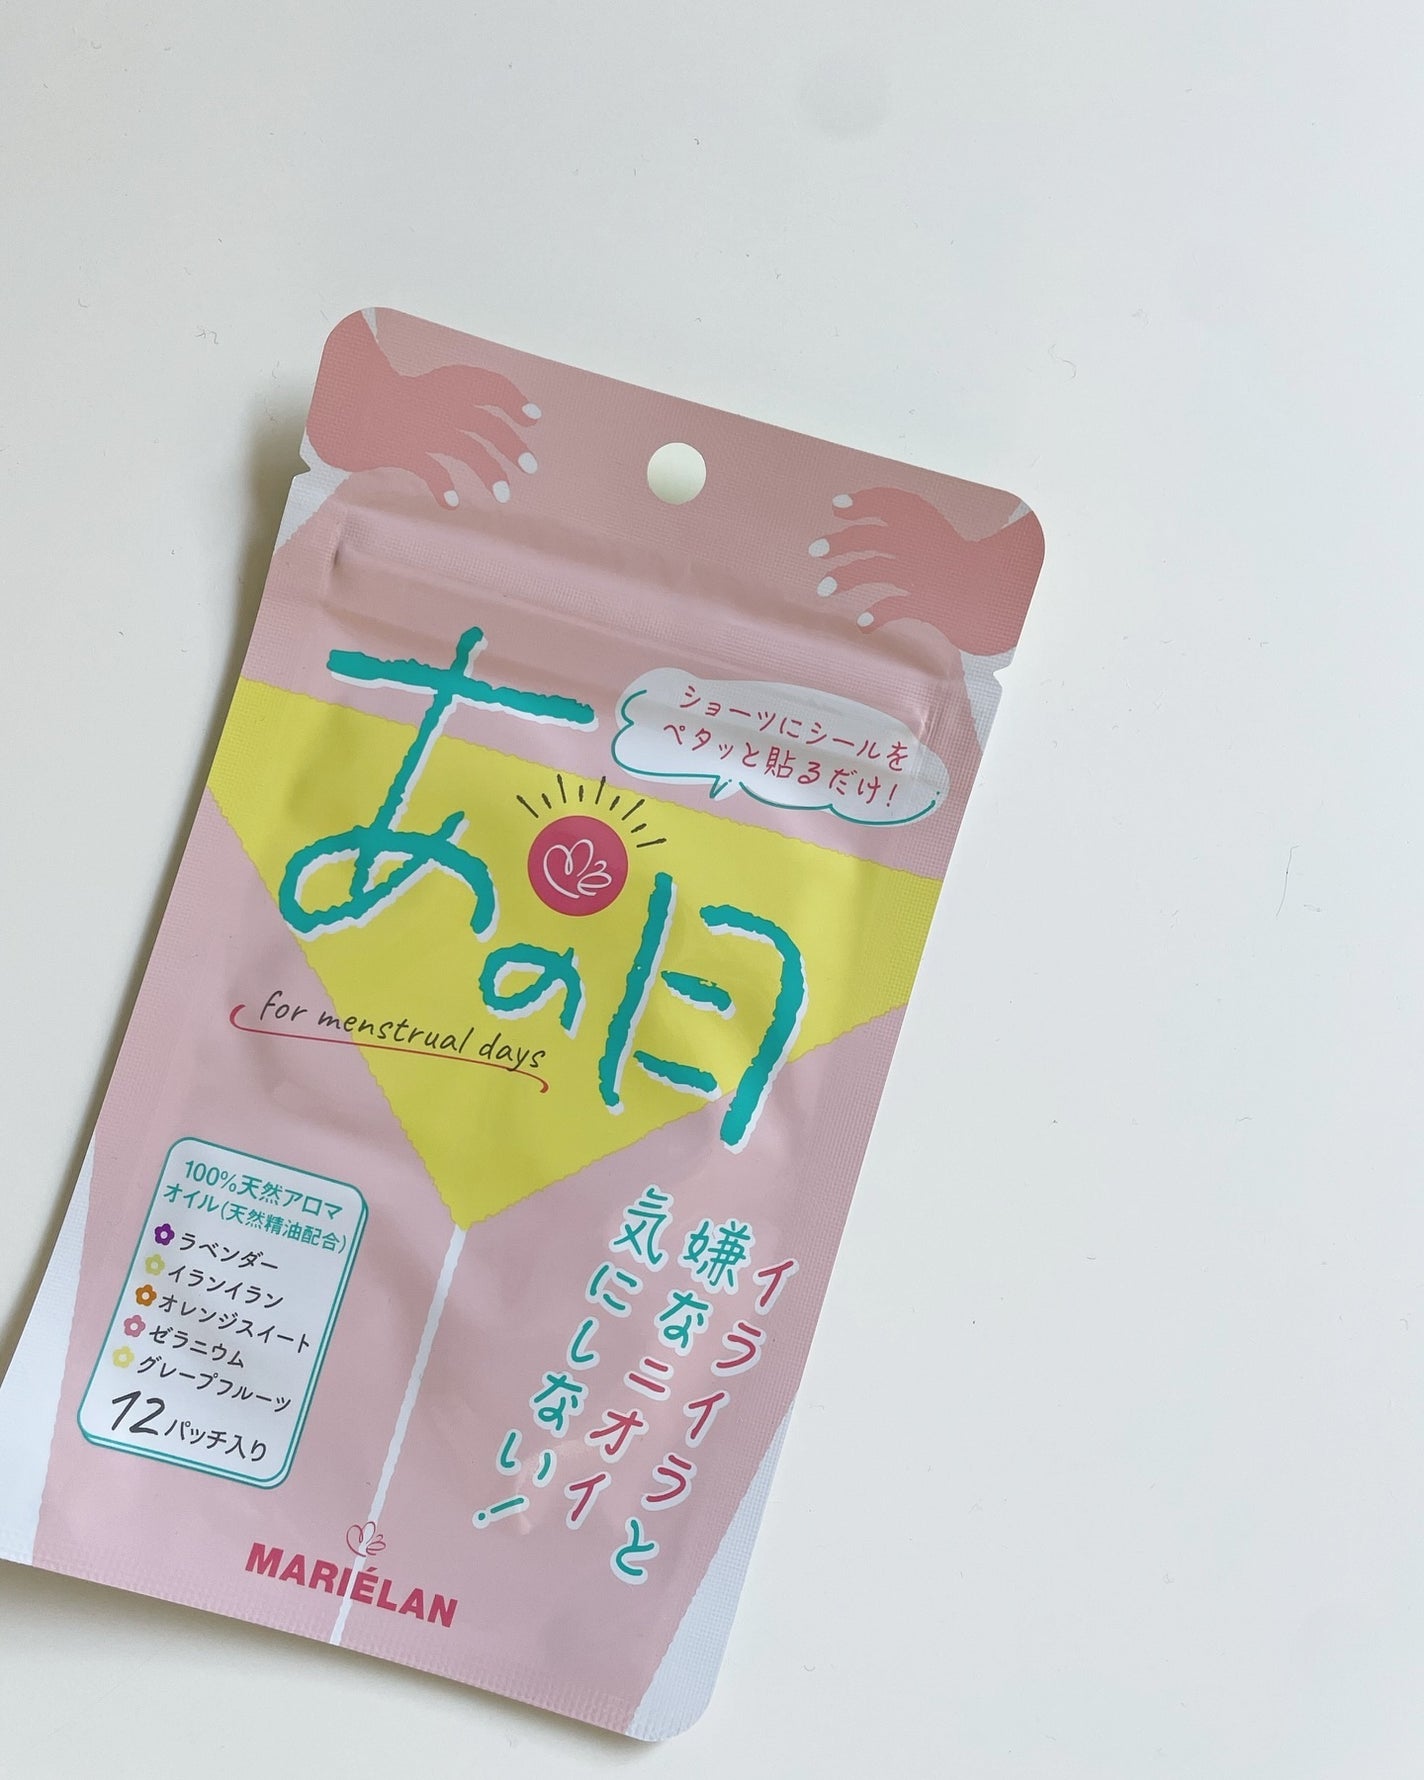 ショーツにシールを
ペタッと貼るだけ!
あの日
for menstrual days
100%天然アロマ
オイル(天然精油配合)
ラベンダー
イランイラン
オレンジスイート
ゼラニウム
グレープフルーツ
12パッチ入り
イライラと
嫌なニオイ
気にしない!
MARIÉLAN